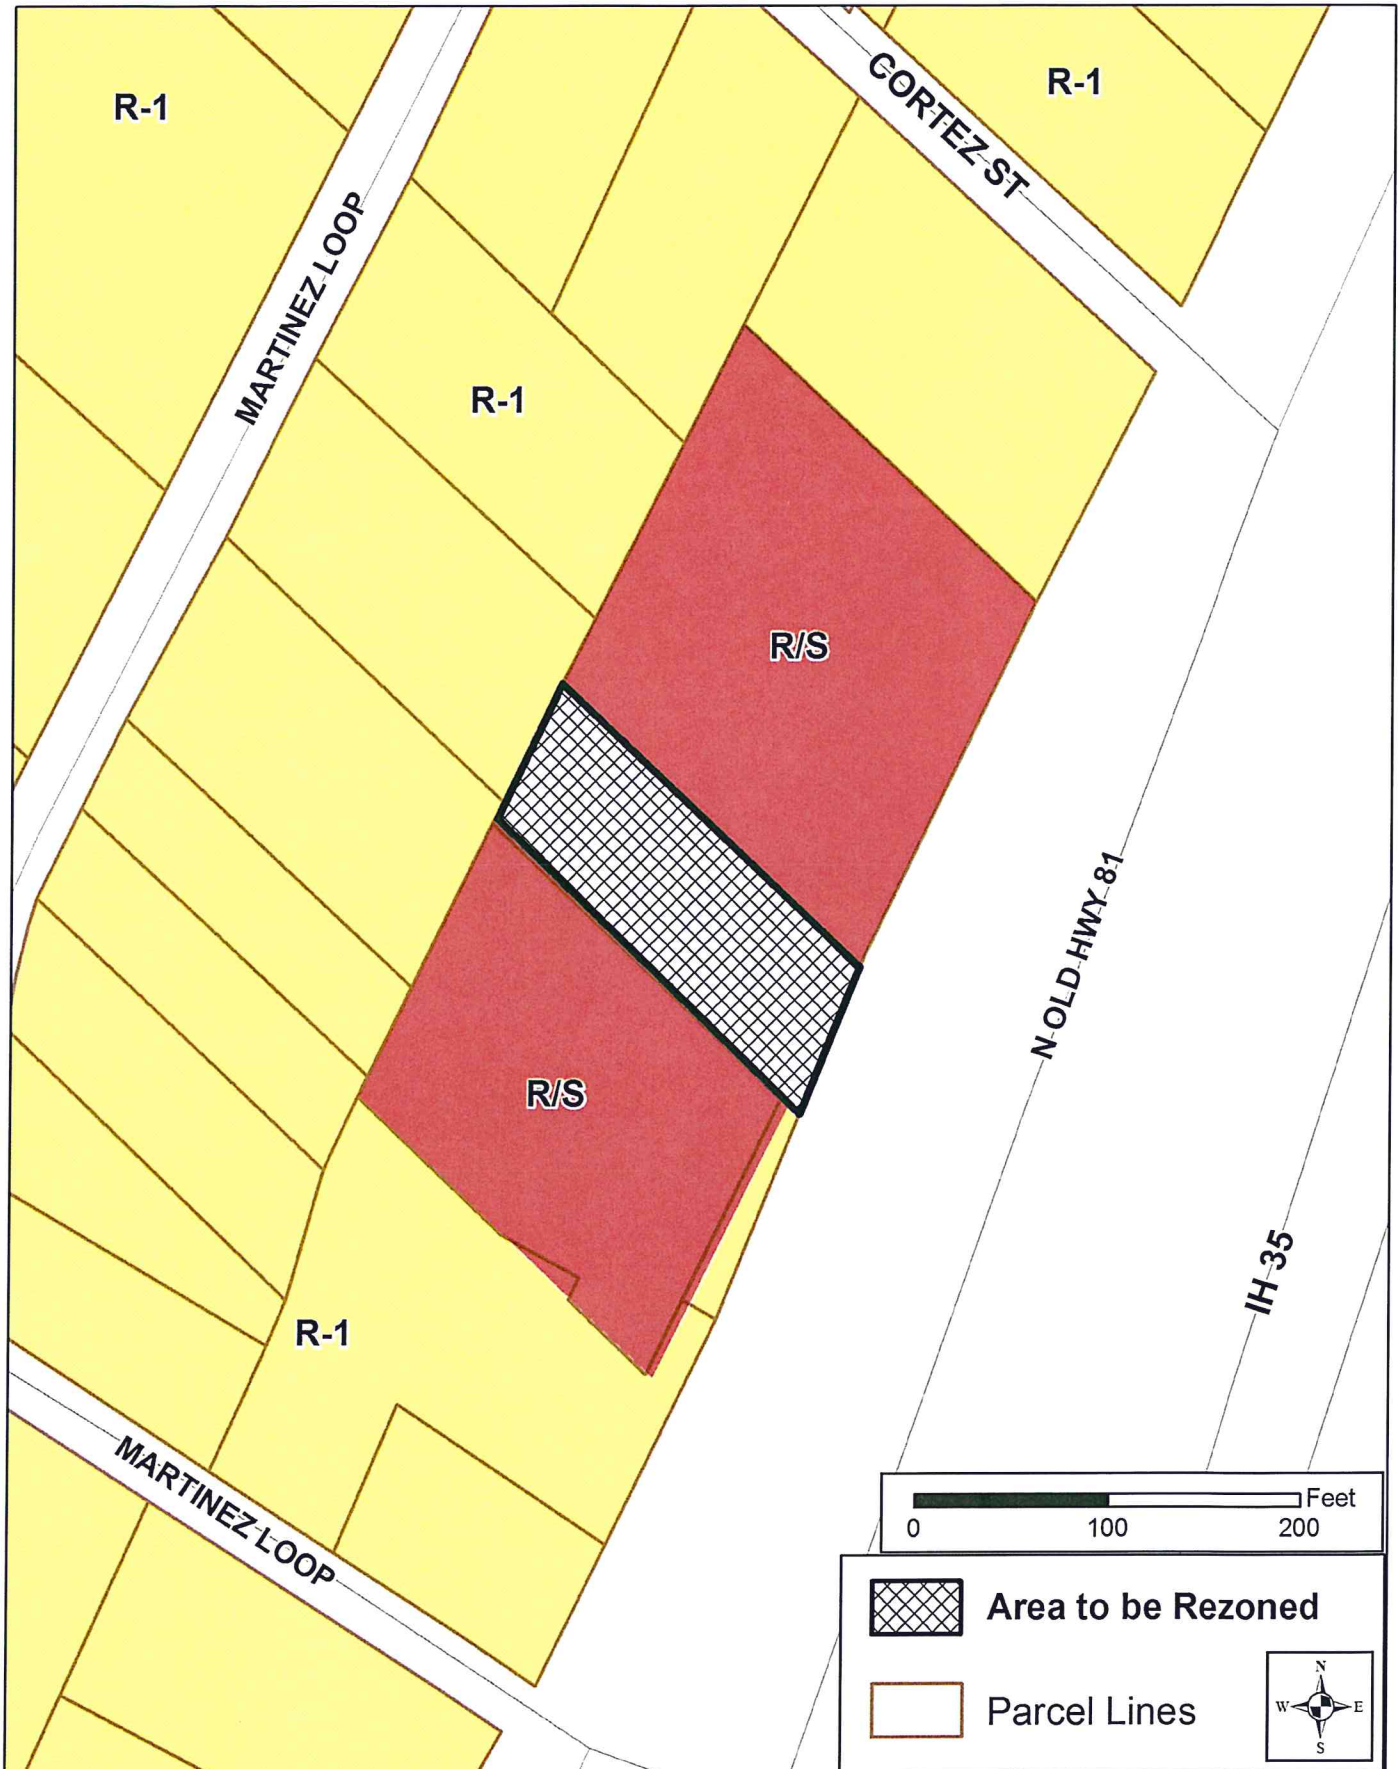 R-1
CORTEZ ST
R-1
MARTINEZ LOOP
R-1
R/S
N OLD HWY 81
R/S
IH 35
R-1
MARTINEZ LOOP
Feet
0 100 200
Area to be Rezoned
Parcel Lines
N
W E
S